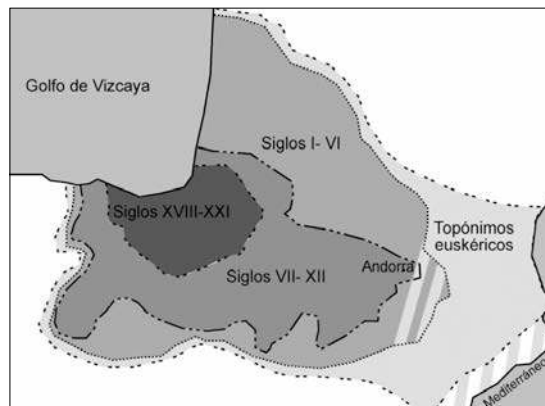 Golfo de Vizcaya
Siglos I- VI
Siglos XVIII-XXI
Topónimos
euskéricos
Andorra
Siglos VII- XII
Mediterráneo